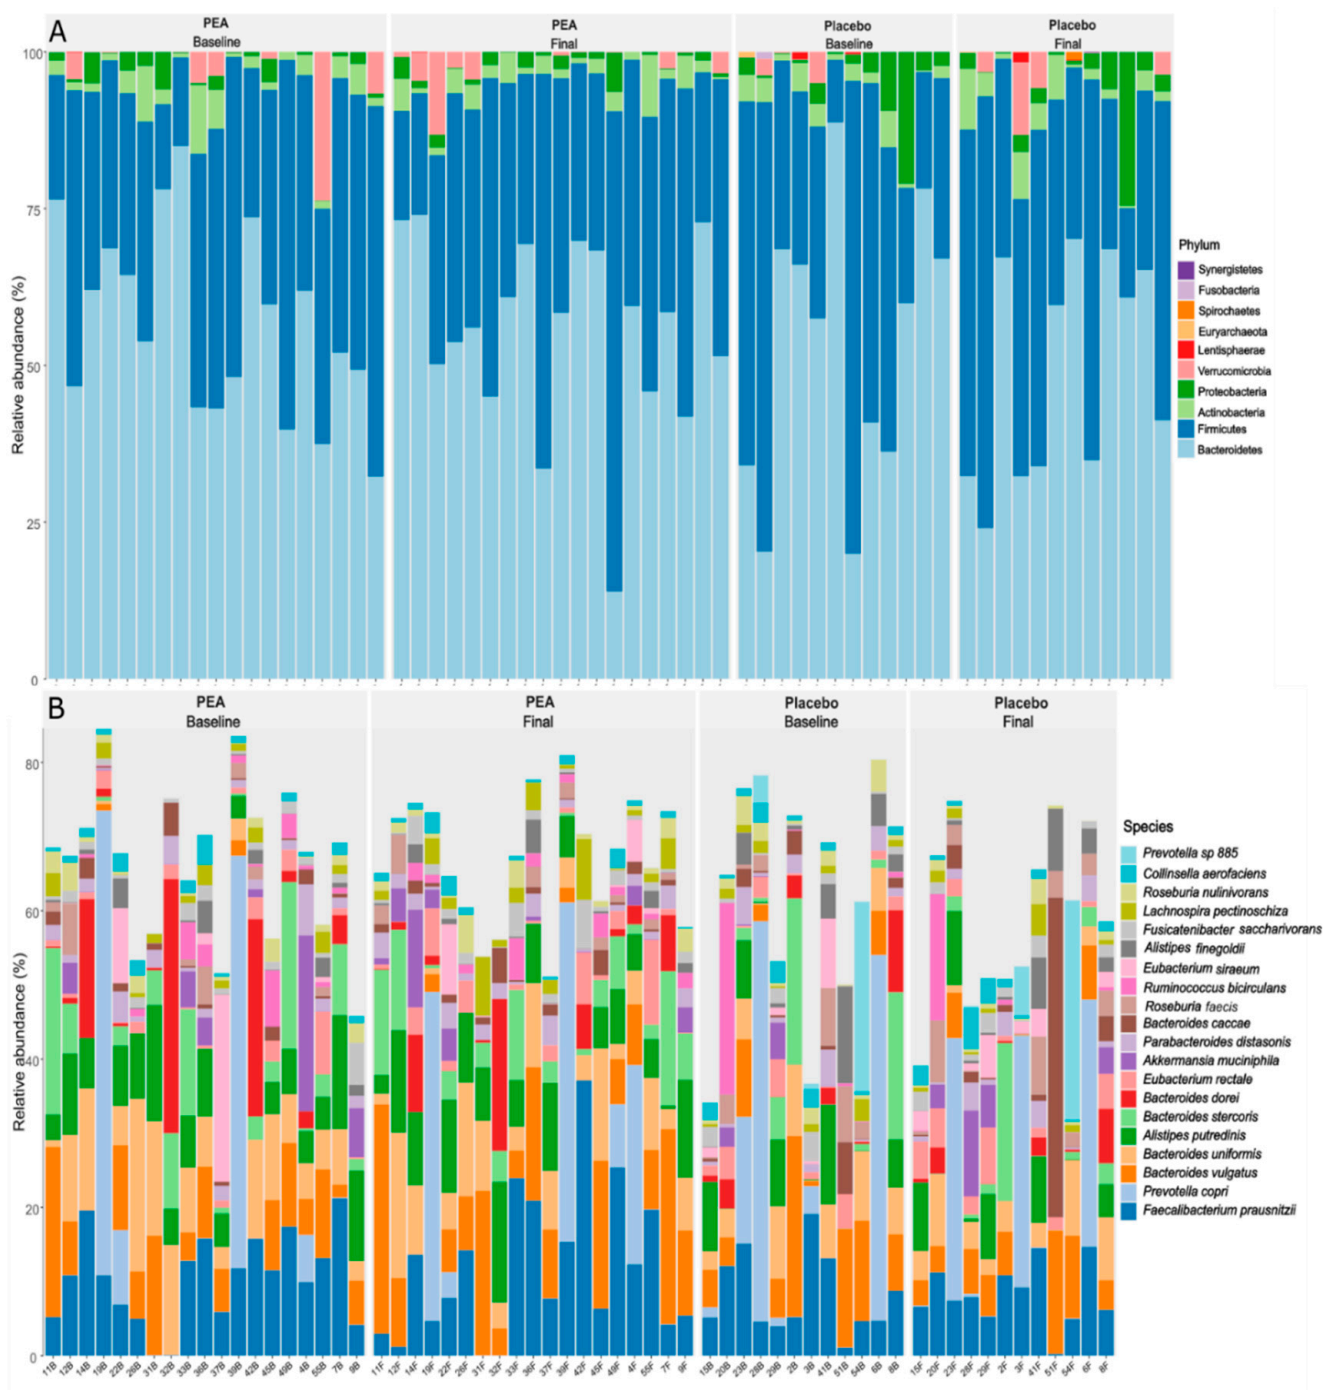 A
PEA
Baseline
PEA
Final
Placebo
Baseline
Placebo
Final
100
75
50
25
0
Relative abundance (%)
Phylum
Synergistetes
Fusobacteria
Spirochaetes
Euryarchaeota
Lentisphaerae
Verrucomicrobia
Proteobacteria
Actinobacteria
Firmicutes
Bacteroidetes
B
PEA
Baseline
PEA
Final
Placebo
Baseline
Placebo
Final
80
60
40
20
0
Relative abundance (%)
Species
Prevotella sp 885
Collinsella aerofaciens
Roseburia nulinivorans
Lachnospira pectinoschiza
Fusicatenibacter saccharivorans
Alistipes finegoldii
Eubacterium siraeum
Ruminococcus bicirculans
Roseburia faecis
Bacteroides caccae
Parabacteroides distasonis
Akkermansia muciniphila
Eubacterium rectale
Bacteroides dorei
Bacteroides stercoris
Alistipes putredinis
Bacteroides uniformis
Bacteroides vulgatus
Prevotella copri
Faecalibacterium prausnitzii
11B 12B 14B 19B 22B 26B 31B 32B 33B 36B 37B 39B 42B 45B 49B 4B 55B 7B 9B
11F 12F 14F 19F 22F 26F 31F 32F 33F 36F 37F 39F 42F 45F 49F 4F 55F 7F 9F
15B 20B 23B 28B 29B 2B 3B 41B 51B 54B 6B 8B
15F 20F 23F 28F 29F 2F 3F 41F 51F 54F 6F 8F